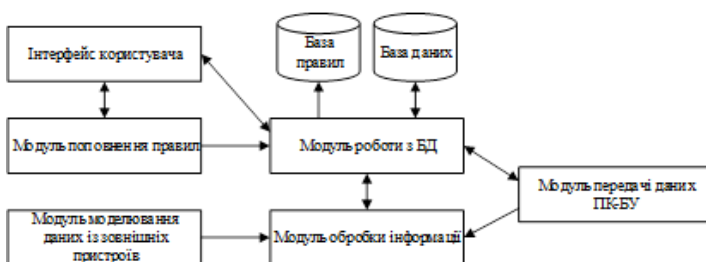 Інтерфейс користувача
База
правил
База даних
Модуль поповнення правил
Модуль роботи з БД
Модуль передачі даних
ПК-БУ
Модуль моделювання
даних із зовнішніх
пристроїв
Модуль обробки інформації